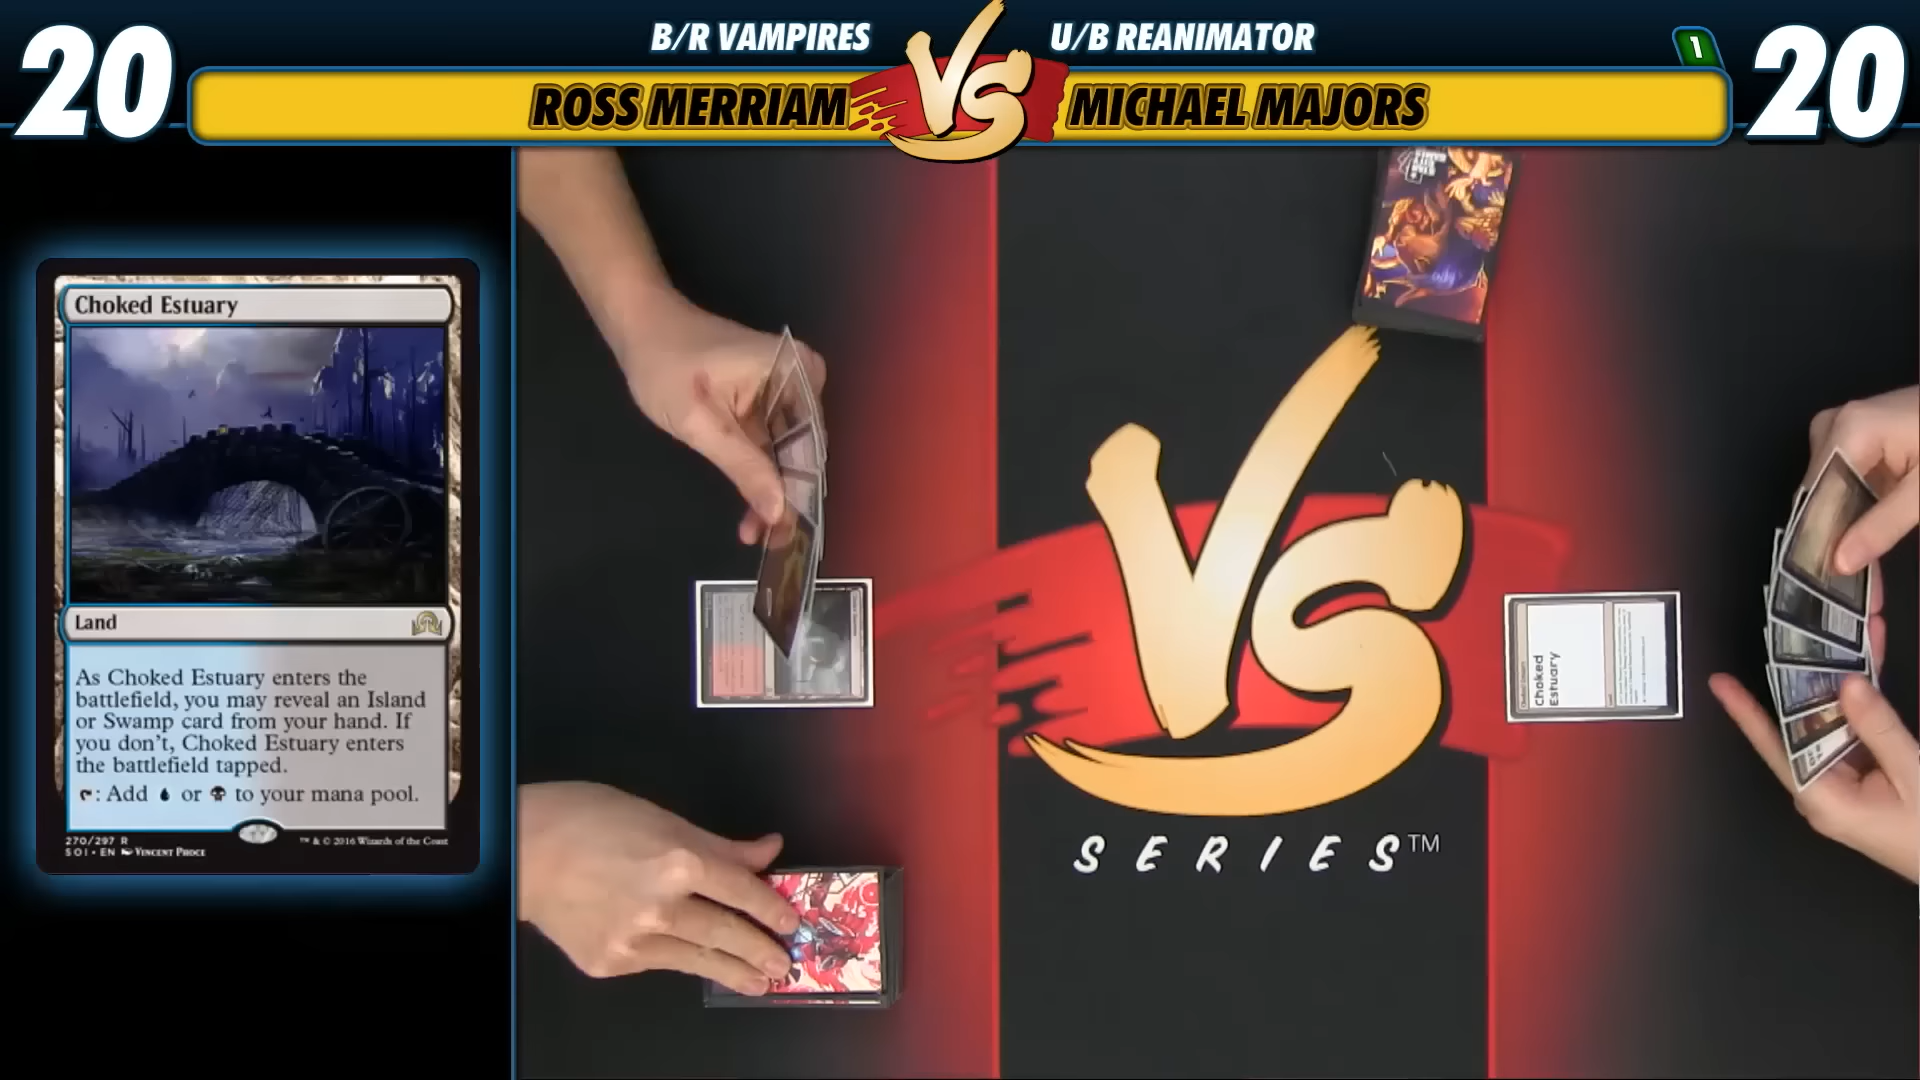 20
B/R VAMPIRES
VS
U/B REANIMATOR
1
20
ROSS MERRIAM
MICHAEL MAJORS
Choked Estuary
Land
As Choked Estuary enters the
battlefield, you may reveal an Island
or Swamp card from your hand. If
you don't, Choked Estuary enters
the battlefield tapped.
: Add or to your mana pool.
270/297 R
SOI • EN VINCENT PROCE
™ & © 2016 Wizards of the Coast
VS
SERIES™
Choked
Estuary